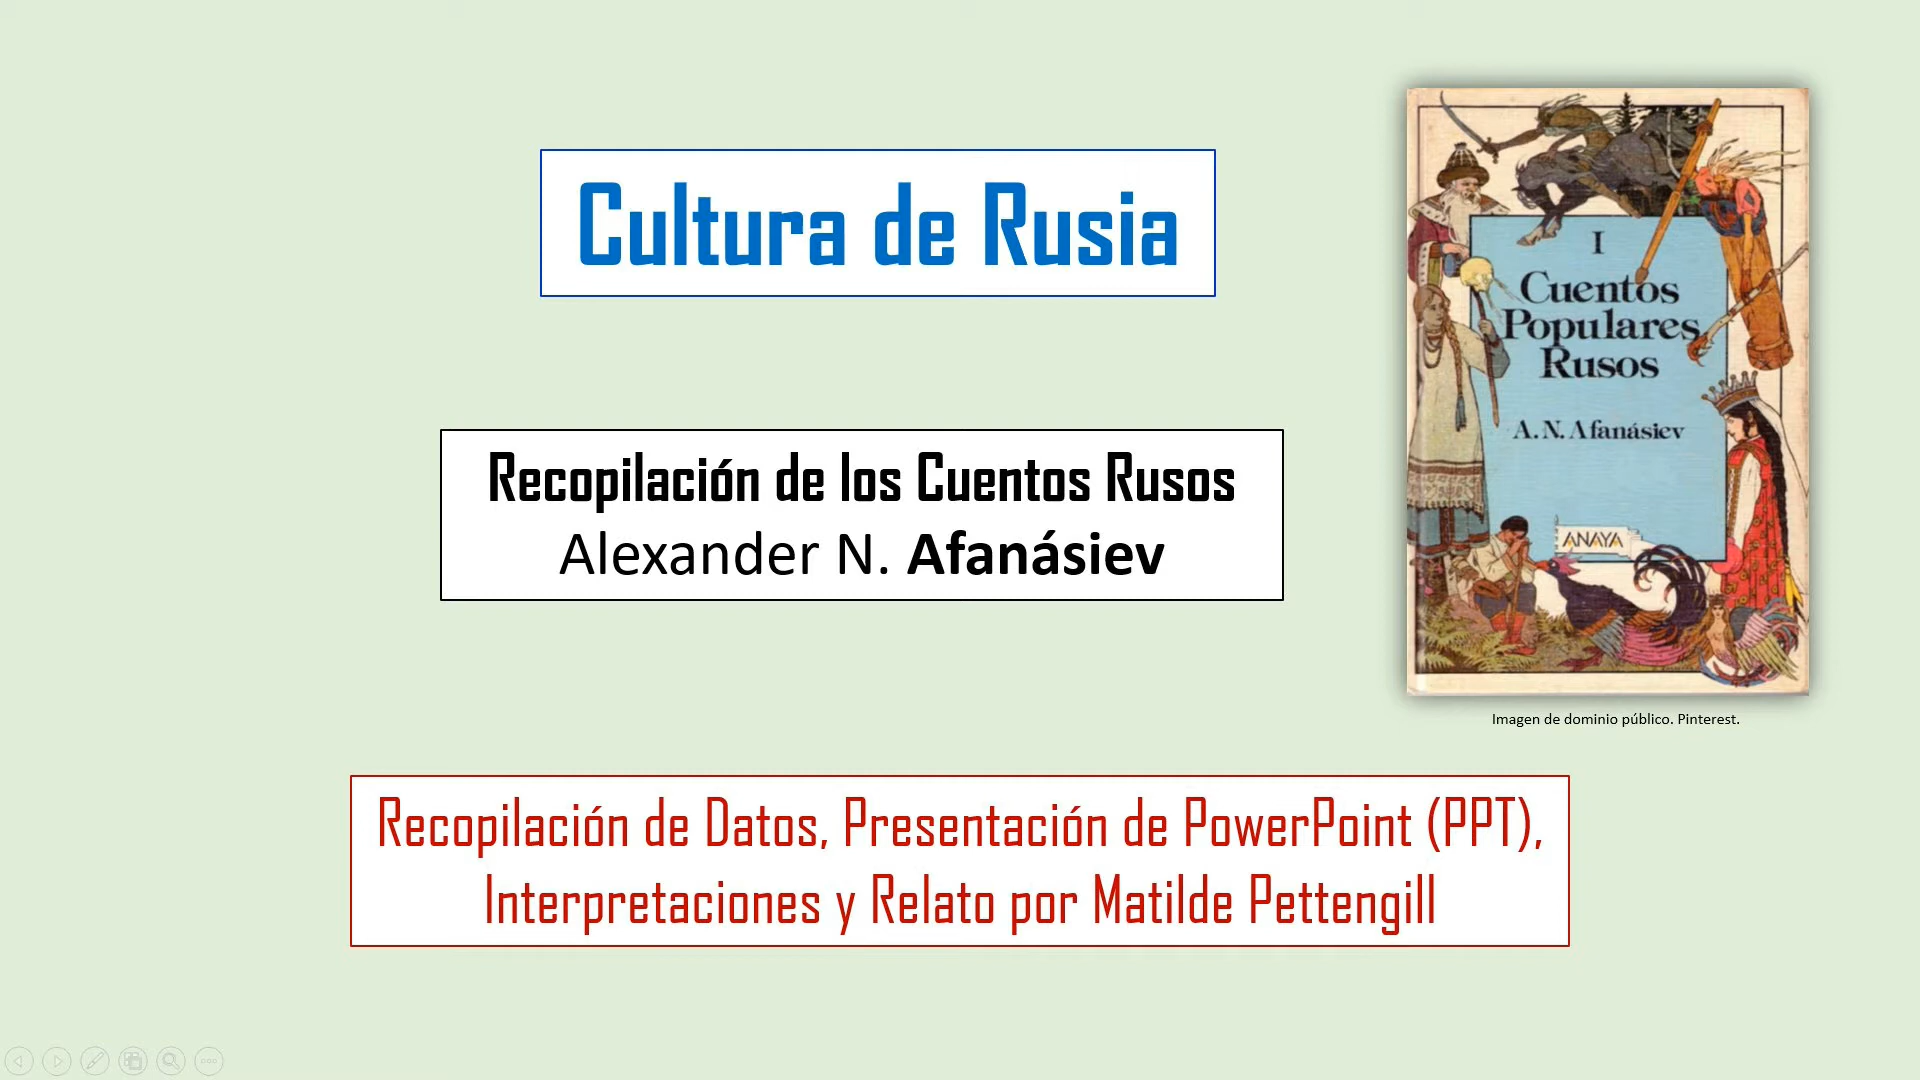 Cultura de Rusia
Recopilación de los Cuentos Rusos
Alexander N. Afanásiev
I
Cuentos
Populares
Rusos
A. N. Afanásiev
ANAYA
Imagen de dominio público. Pinterest.
Recopilación de Datos, Presentación de PowerPoint (PPT),
Interpretaciones y Relato por Matilde Pettengill